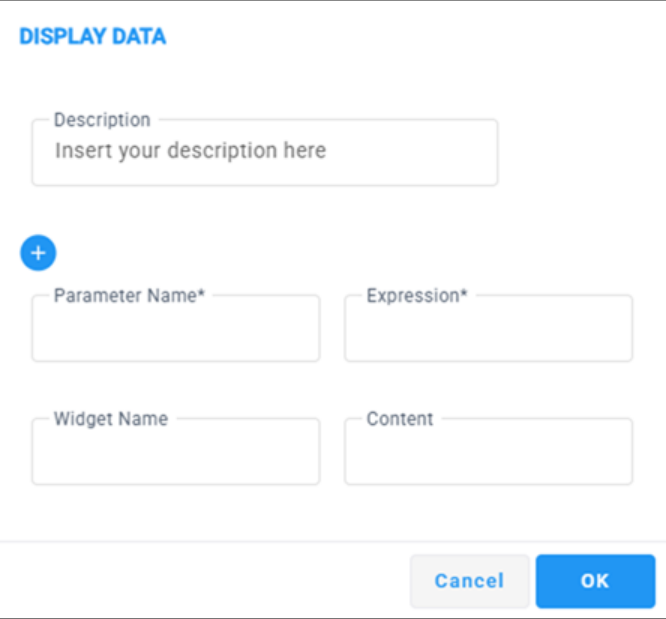 DISPLAY DATA
Description
Insert your description here
+
Parameter Name* Expression*
Widget Name Content
Cancel OK